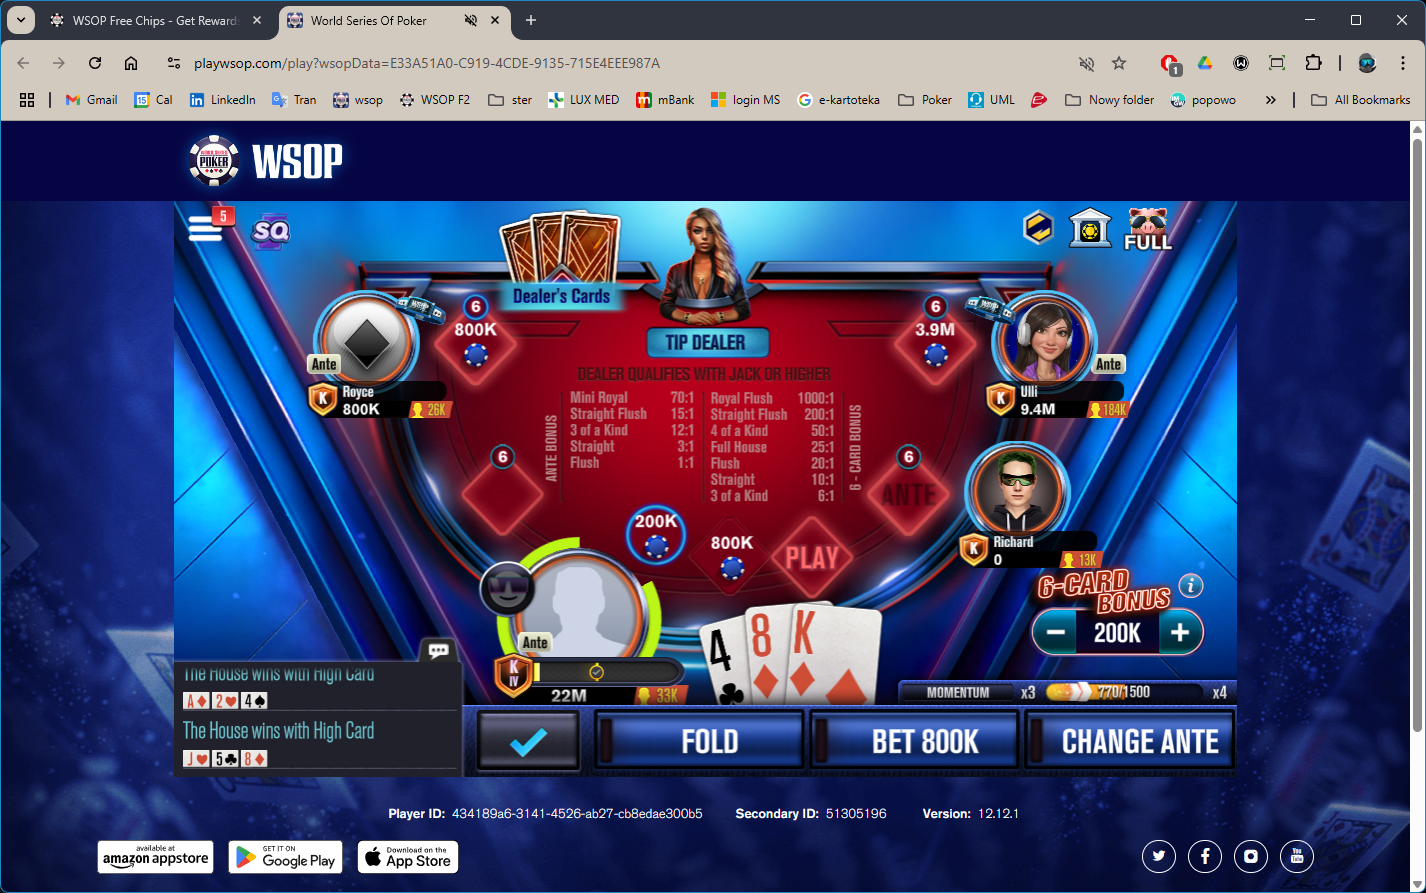 WSOP Free Chips - Get Rewards
World Series Of Poker
playwsop.com/play?wsopData=E33A51A0-C919-4CDE-9135-715E4EEE987A
1
Gmail
15
Cal
LinkedIn
Tran
wsop
WSOP F2
ster
LUX MED
mBank
login MS
e-kartoteka
Poker
UML
Nowy folder
popowo
All Bookmarks
POKER
WSOP
5
SQ
FULL
Dealer's Cards
6
800K
6
3.9M
TIP DEALER
Ante
K
Royce
800K
26K
Ante
K
Ulli
9.4M
184K
DEALER QUALIFIES WITH JACK OR HIGHER
ANTE BONUS
Mini Royal 70:1
Straight Flush 15:1
3 of a Kind 12:1
Straight 3:1
Flush 1:1
Royal Flush 1000:1
Straight Flush 200:1
4 of a Kind 50:1
Full House 25:1
Flush 20:1
Straight 10:1
3 of a Kind 6:1
6 - CARD BONUS
6
6
ANTE
200K
800K
PLAY
K
Richard
0
13K
6-CARD
BONUS
i
− 200K +
Ante
K
IV
22M
33K
4
8
K
MOMENTUM x3 770/1500 x4
The House wins with High Card
A♦ 2♥ 4♠
The House wins with High Card
J♥ 5♣ 8♦
FOLD
BET 800K
CHANGE ANTE
Player ID: 434189a6-3141-4526-ab27-cb8edae300b5 Secondary ID: 51305196 Version: 12.12.1
available at
amazon appstore
GET IT ON
Google Play
Download on the
App Store
You
Tube